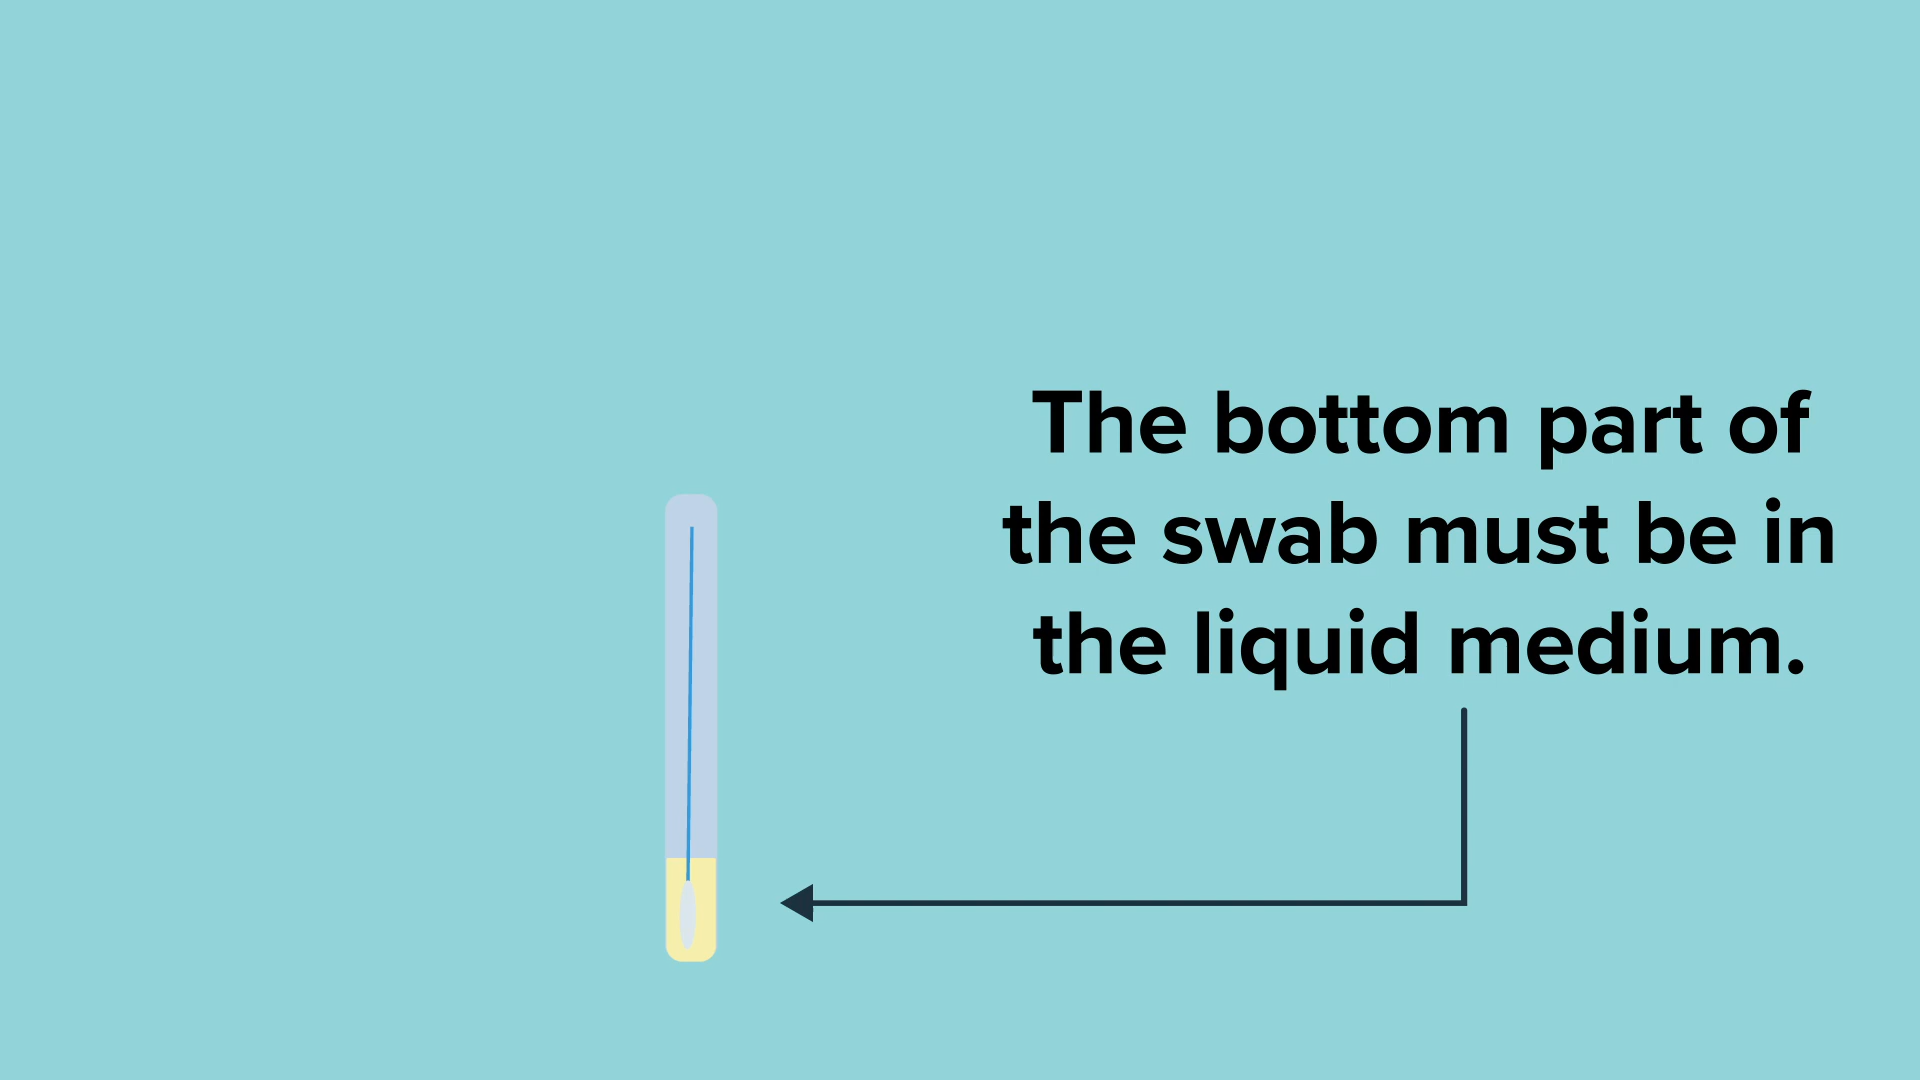 The bottom part of
the swab must be in
the liquid medium.